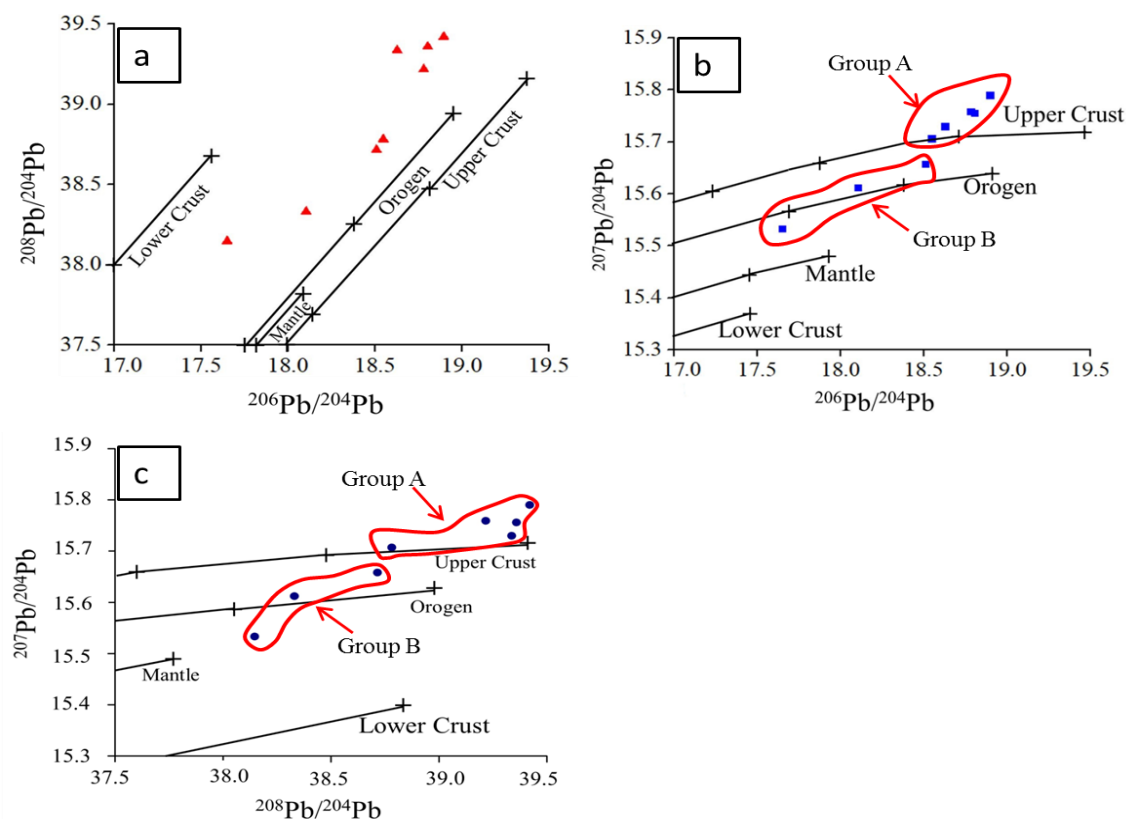 a
39.5
39.0
38.5
38.0
37.5
208Pb/204Pb
Lower Crust
Orogen
Upper Crust
Mantle
17.0 17.5 18.0 18.5 19.0 19.5
206Pb/204Pb
b
15.9
15.8
15.7
15.6
15.5
15.4
15.3
207Pb/204Pb
Group A
Upper Crust
Orogen
Group B
Mantle
Lower Crust
17.0 17.5 18.0 18.5 19.0 19.5
206Pb/204Pb
c
15.9
15.8
15.7
15.6
15.5
15.4
15.3
207Pb/204Pb
Group A
Upper Crust
Orogen
Group B
Mantle
Lower Crust
37.5 38.0 38.5 39.0 39.5
208Pb/204Pb